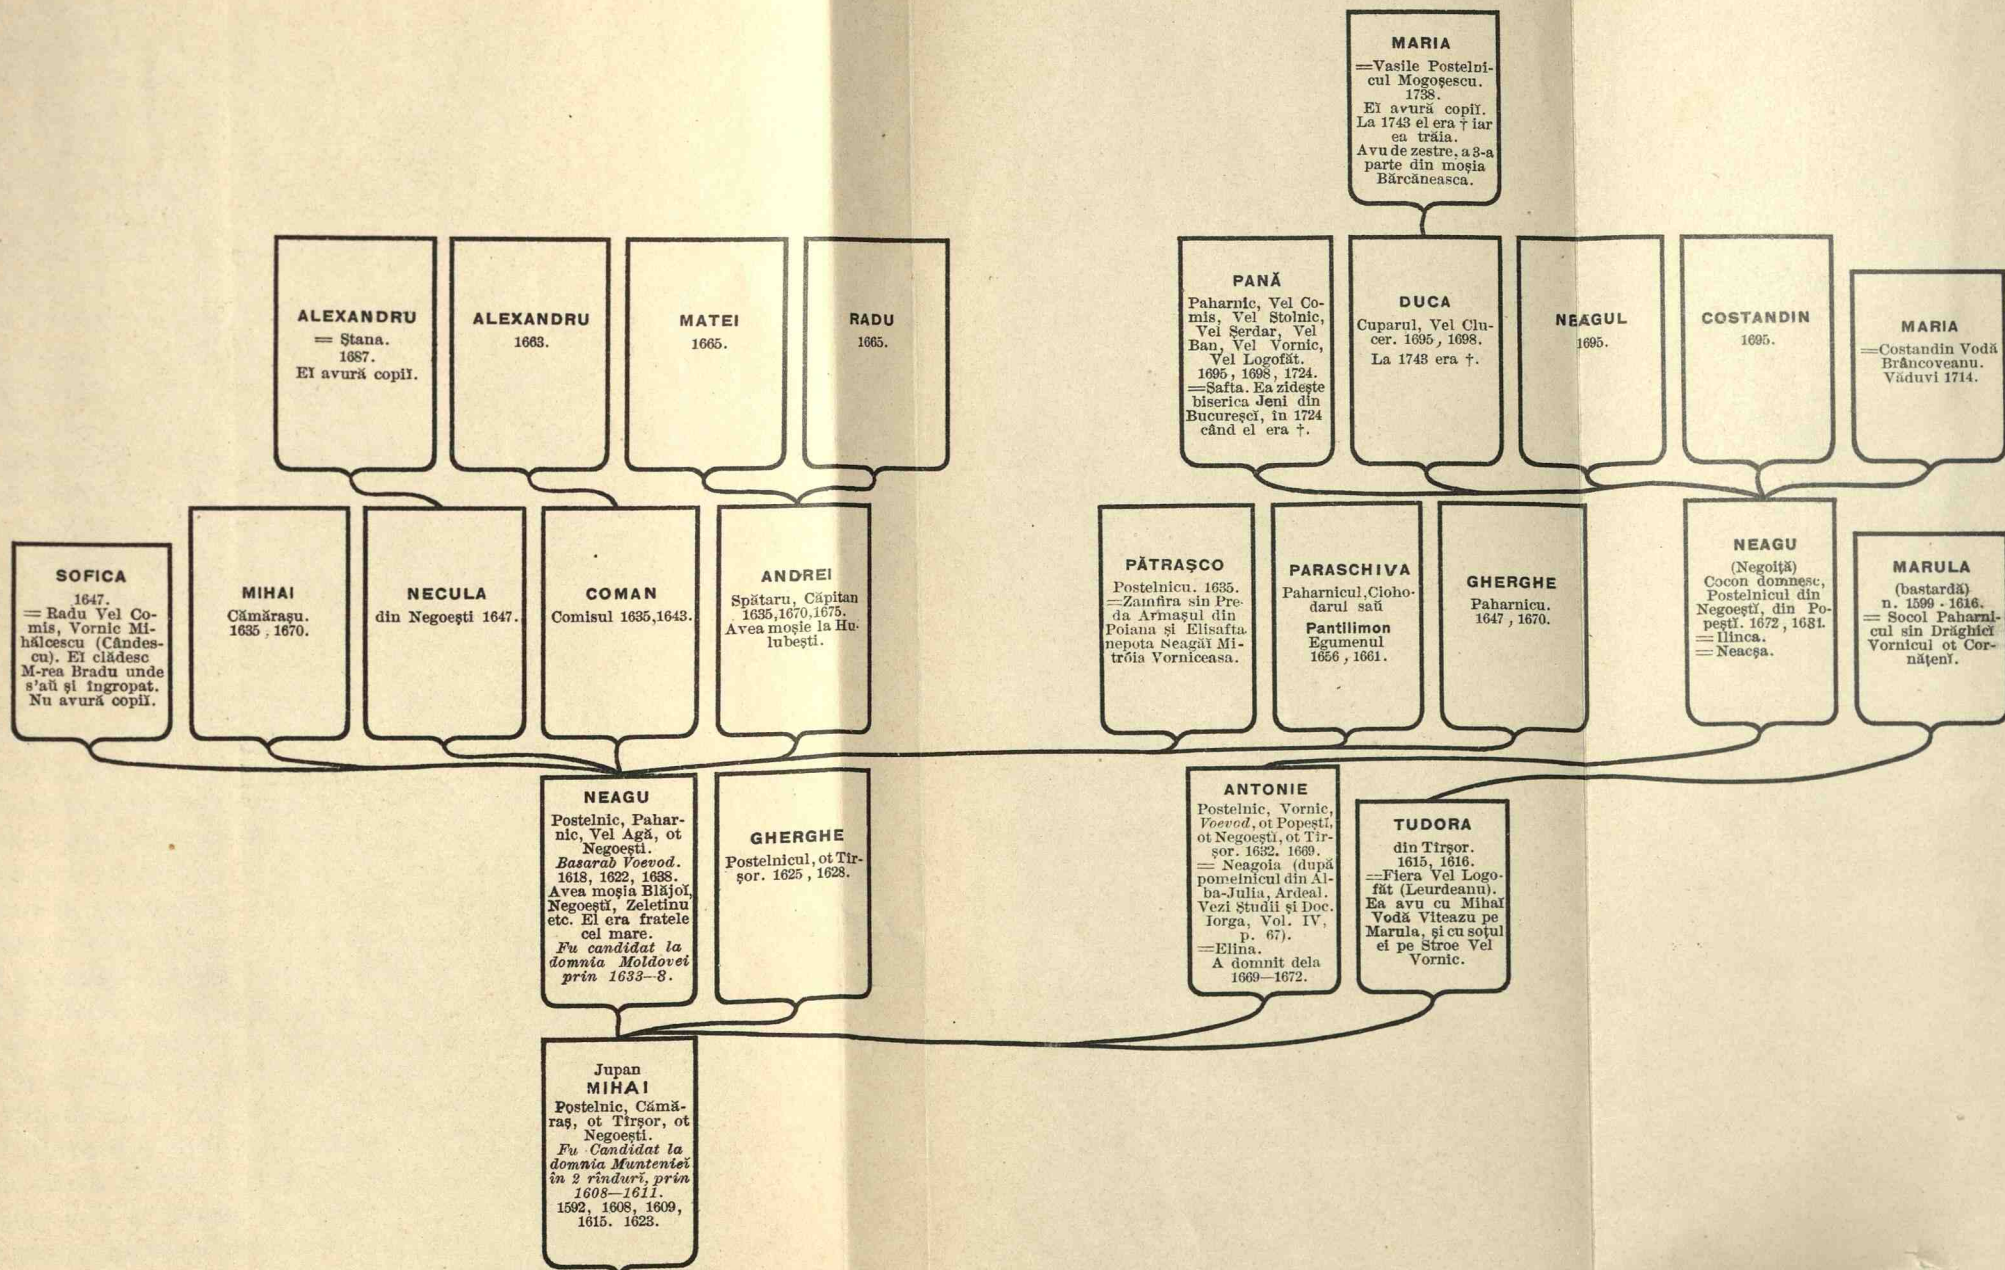 MARIA
=Vasile Postelni-
cul Mogoşescu.
1738.
Eĭ avură copiĭ.
La 1743 el era † iar
ea trăia.
Avu de zestre, a 3-a
parte din moşia
Bărcăneasca.
ALEXANDRU
= Stana.
1687.
Eĭ avură copiĭ.
ALEXANDRU
1663.
MATEI
1665.
RADU
1665.
PANĂ
Paharnic, Vel Co-
mis, Vel Stolnic,
Vel Şerdar, Vel
Ban, Vel Vornic,
Vel Logofăt.
1695, 1698, 1724.
=Safta. Ea zideşte
biserica Jeni din
Bucurescĭ, în 1724
când el era †.
DUCA
Cuparul, Vel Clu-
cer. 1695, 1698.
La 1743 era †.
NEAGUL
1695.
COSTANDIN
1695.
MARIA
=Costandin Vodă
Brâncoveanu.
Văduvi 1714.
SOFICA
1647.
= Radu Vel Co-
mis, Vornic Mi-
hălcescu (Cândes-
cu). Eĭ clădesc
M-rea Bradu unde
s'aŭ şi îngropat.
Nu avură copiĭ.
MIHAI
Cămăraşu.
1635, 1670.
NECULA
din Negoeşti 1647.
COMAN
Comisul 1635,1643.
ANDREI
Spătaru, Căpitan
1635,1670,1675.
Avea moşie la Hu-
lubeşti.
PĂTRAŞCO
Postelnicu. 1635.
=Zamfira sin Pre-
da Armaşul din
Poiana şi Elisafta
nepota Neagăĭ Mi-
trŏia Vorniceasa.
PARASCHIVA
Paharnicul,Cioho-
darul saŭ
Pantilimon
Egumenul
1656, 1661.
GHERGHE
Paharnicu.
1647, 1670.
NEAGU
(Negoiţă)
Cocon domnesc,
Postelnicul din
Negoeştĭ, din Po-
peştĭ. 1672, 1681.
= Ilinca.
= Neacşa.
MARULA
(bastardă)
n. 1599 - 1616.
= Socol Paharni-
cul sin Drăghicĭ
Vornicul ot Cor-
năţenĭ.
NEAGU
Postelnic, Pahar-
nic, Vel Agă, ot
Negoeşti.
Basarab Voevod.
1618, 1622, 1638.
Avea moşia Blăjoĭ,
Negoeştĭ, Zeletinu
etc. El era fratele
cel mare.
Fu candidat la
domnia Moldovei
prin 1633—8.
GHERGHE
Postelnicul, ot Tîr-
şor. 1625, 1628.
ANTONIE
Postelnic, Vornic,
Voevod, ot Popeştĭ,
ot Negoeştĭ, ot Tîr-
şor. 1632. 1669.
= Neagoia (după
pomelnicul din Al-
ba-Julia, Ardeal.
Vezi Studii şi Doc.
Iorga, Vol. IV,
p. 67).
=Elina.
A domnit dela
1669—1672.
TUDORA
din Tîrşor.
1615, 1616.
=Fiera Vel Logo-
făt (Leurdeanu).
Ea avu cu Mihaĭ
Vodă Viteazu pe
Marula, şi cu soţul
ei pe Stroe Vel
Vornic.
Jupan
MIHAI
Postelnic, Cămă-
raş, ot Tîrşor, ot
Negoeşti.
Fu Candidat la
domnia Munteniei
în 2 rîndurĭ, prin
1608—1611.
1592, 1608, 1609,
1615. 1623.